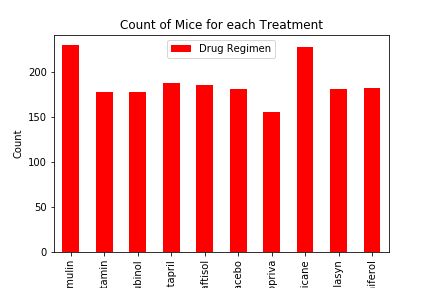 Count of Mice for each Treatment
Drug Regimen
Count
200
150
100
50
0
mulin
tamin
ubinol
tapril
aftisol
acebo
opriva
icane
lasyn
iiferol